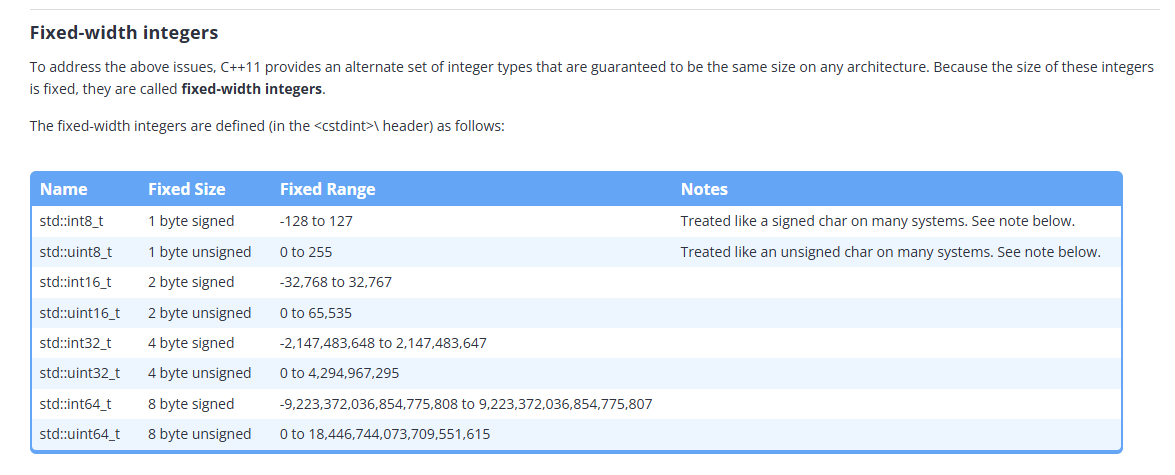 Fixed-width integers
To address the above issues, C++11 provides an alternate set of integer types that are guaranteed to be the same size on any architecture. Because the size of these integers
is fixed, they are called fixed-width integers.
The fixed-width integers are defined (in the <cstdint>\ header) as follows:
Name Fixed Size Fixed Range Notes
std::int8_t 1 byte signed -128 to 127 Treated like a signed char on many systems. See note below.
std::uint8_t 1 byte unsigned 0 to 255 Treated like an unsigned char on many systems. See note below.
std::int16_t 2 byte signed -32,768 to 32,767
std::uint16_t 2 byte unsigned 0 to 65,535
std::int32_t 4 byte signed -2,147,483,648 to 2,147,483,647
std::uint32_t 4 byte unsigned 0 to 4,294,967,295
std::int64_t 8 byte signed -9,223,372,036,854,775,808 to 9,223,372,036,854,775,807
std::uint64_t 8 byte unsigned 0 to 18,446,744,073,709,551,615